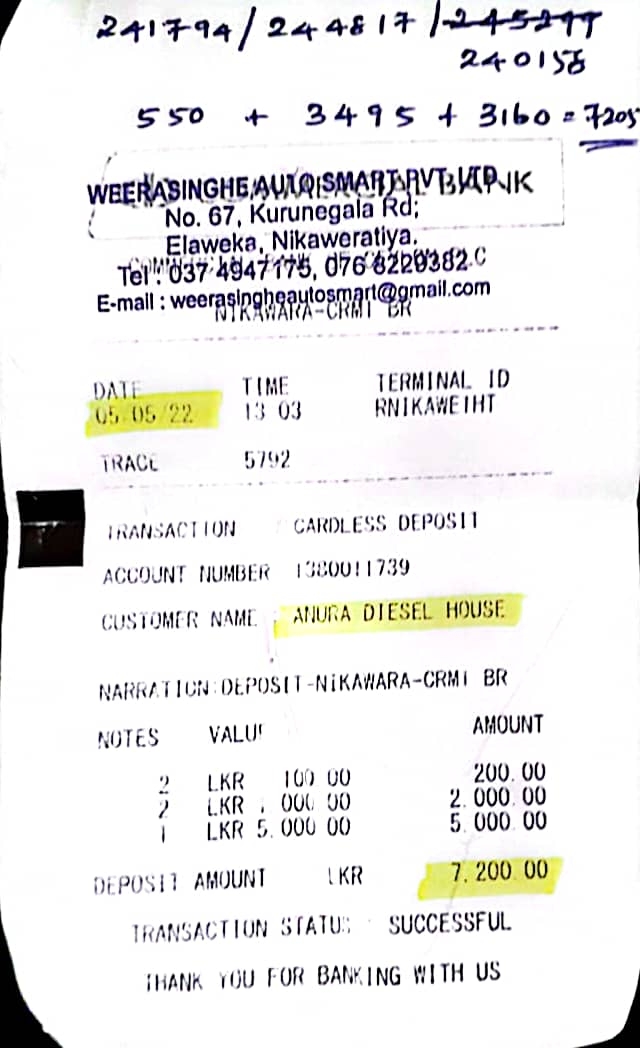 241794/ 244817 / 245299
240158
550 + 3495 + 3160 = 7205
WEERASINGHE AUTO SMART PVT LTD BANK
No. 67, Kurunegala Rd;
Elaweka, Nikaweratiya.
Tel : 037 4947175, 076 8229382
E-mail : weerasingheautosmart@gmail.com
NIKAWARA-CRM1 BR
DATE TIME TERMINAL ID
05 05 22 13 03 RNIKAWEIHT
TRACE 5792
TRANSACTION CARDLESS DEPOSIT
ACCOUNT NUMBER 1380011739
CUSTOMER NAME : ANURA DIESEL HOUSE
NARRATION:DEPOSIT-NIKAWARA-CRM1 BR
NOTES VALUE AMOUNT
2 LKR 100 00 200.00
2 LKR 000 00 2.000.00
1 LKR 5.000 00 5.000.00
DEPOSIT AMOUNT LKR 7.200.00
TRANSACTION STATUS : SUCCESSFUL
THANK YOU FOR BANKING WITH US